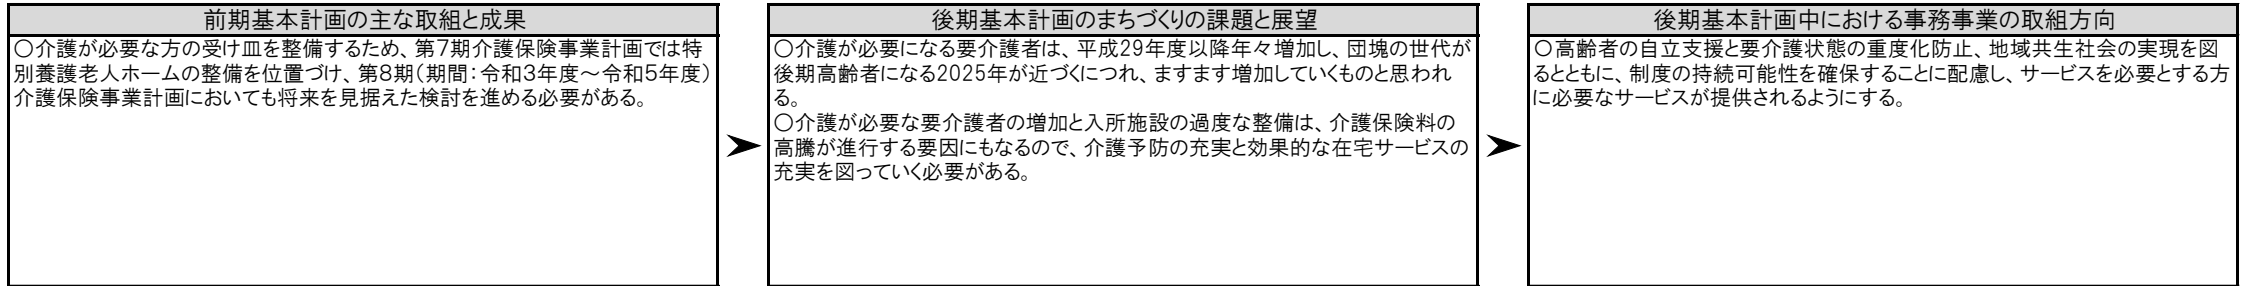 前期基本計画の主な取組と成果
○介護が必要な方の受け皿を整備するため、第7期介護保険事業計画では特
別養護老人ホームの整備を位置づけ、第8期(期間:令和3年度~令和5年度)
介護保険事業計画においても将来を見据えた検討を進める必要がある。
後期基本計画のまちづくりの課題と展望
○介護が必要になる要介護者は、平成29年度以降年々増加し、団塊の世代が
後期高齢者になる2025年が近づくにつれ、ますます増加していくものと思われ
る。
○介護が必要な要介護者の増加と入所施設の過度な整備は、介護保険料の
高騰が進行する要因にもなるので、介護予防の充実と効果的な在宅サービスの
充実を図っていく必要がある。
後期基本計画中における事務事業の取組方向
○高齢者の自立支援と要介護状態の重度化防止、地域共生社会の実現を図
るとともに、制度の持続可能性を確保することに配慮し、サービスを必要とする方
に必要なサービスが提供されるようにする。